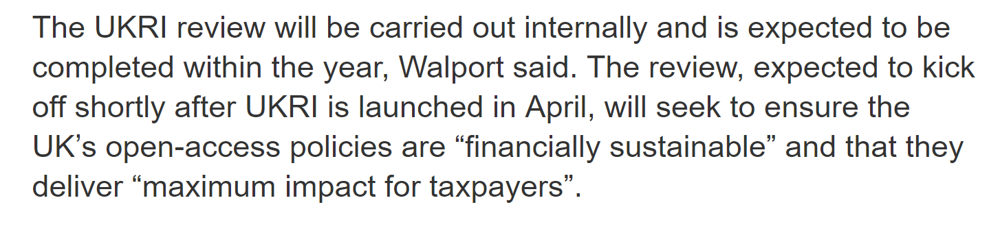 The UKRI review will be carried out internally and is expected to be
completed within the year, Walport said. The review, expected to kick
off shortly after UKRI is launched in April, will seek to ensure the
UK’s open-access policies are “financially sustainable” and that they
deliver “maximum impact for taxpayers”.